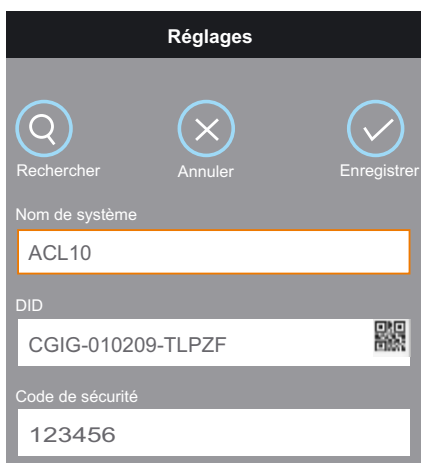 Réglages
Rechercher Annuler Enregistrer
Nom de système
ACL10
DID
CGIG-010209-TLPZF
Code de sécurité
123456